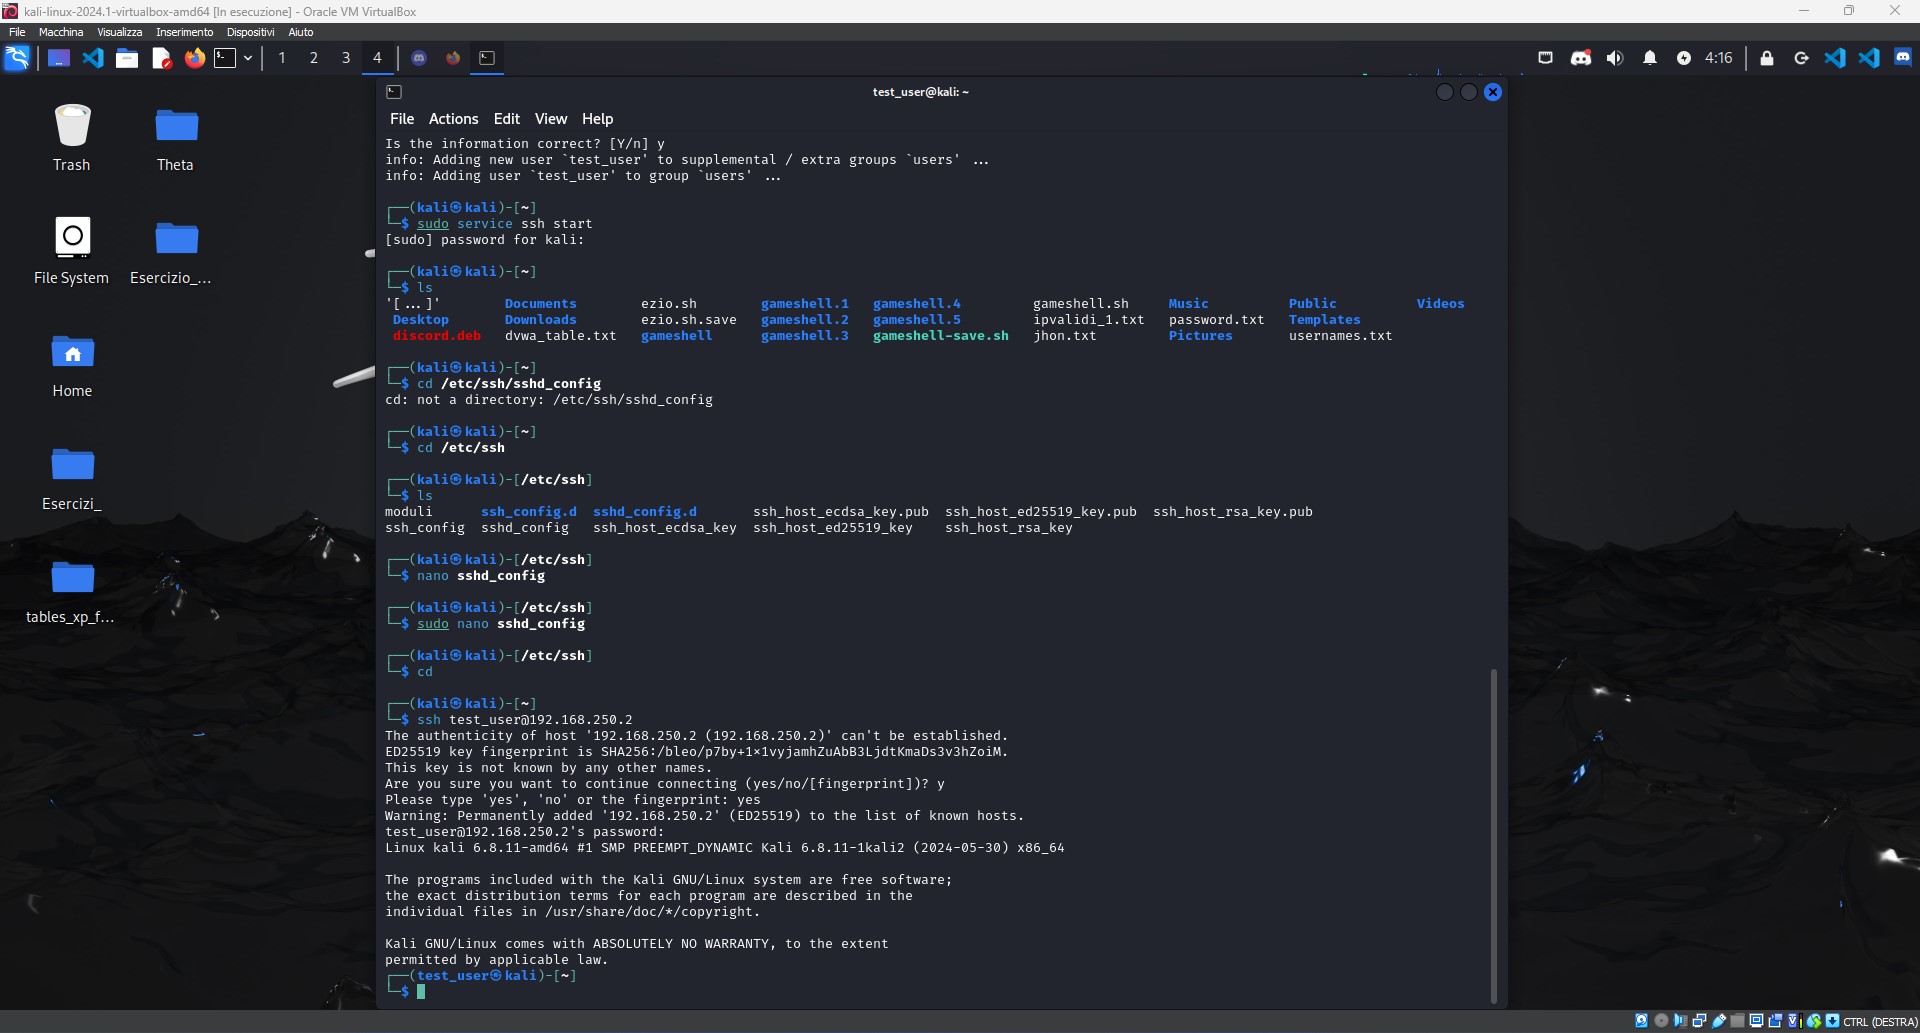 kali-linux-2024.1-virtualbox-amd64 [In esecuzione] - Oracle VM VirtualBox
File Macchina Visualizza Inserimento Dispositivi Aiuto
1 2 3 4 4:16
test_user@kali: ~
File Actions Edit View Help
Trash
Theta
File System
Esercizio_...
Home
Esercizi_
tables_xp_f...
Is the information correct? [Y/n] y
info: Adding new user `test_user' to supplemental / extra groups `users' ...
info: Adding user `test_user' to group `users' ...
┌──(kali㉿kali)-[~]
└─$ sudo service ssh start
[sudo] password for kali:
┌──(kali㉿kali)-[~]
└─$ ls
'[...]' Documents ezio.sh gameshell.1 gameshell.4 gameshell.sh Music Public Videos
Desktop Downloads ezio.sh.save gameshell.2 gameshell.5 ipvalidi_1.txt password.txt Templates
discord.deb dvwa_table.txt gameshell gameshell.3 gameshell-save.sh jhon.txt Pictures usernames.txt
┌──(kali㉿kali)-[~]
└─$ cd /etc/ssh/sshd_config
cd: not a directory: /etc/ssh/sshd_config
┌──(kali㉿kali)-[~]
└─$ cd /etc/ssh
┌──(kali㉿kali)-[/etc/ssh]
└─$ ls
moduli ssh_config.d sshd_config.d ssh_host_ecdsa_key.pub ssh_host_ed25519_key.pub ssh_host_rsa_key.pub
ssh_config sshd_config ssh_host_ecdsa_key ssh_host_ed25519_key ssh_host_rsa_key
┌──(kali㉿kali)-[/etc/ssh]
└─$ nano sshd_config
┌──(kali㉿kali)-[/etc/ssh]
└─$ sudo nano sshd_config
┌──(kali㉿kali)-[/etc/ssh]
└─$ cd
┌──(kali㉿kali)-[~]
└─$ ssh test_user@192.168.250.2
The authenticity of host '192.168.250.2 (192.168.250.2)' can't be established.
ED25519 key fingerprint is SHA256:/bleo/p7by+1×1vyjamhZuAbB3LjdtKmaDs3v3hZoiM.
This key is not known by any other names.
Are you sure you want to continue connecting (yes/no/[fingerprint])? y
Please type 'yes', 'no' or the fingerprint: yes
Warning: Permanently added '192.168.250.2' (ED25519) to the list of known hosts.
test_user@192.168.250.2's password:
Linux kali 6.8.11-amd64 #1 SMP PREEMPT_DYNAMIC Kali 6.8.11-1kali2 (2024-05-30) x86_64
The programs included with the Kali GNU/Linux system are free software;
the exact distribution terms for each program are described in the
individual files in /usr/share/doc/*/copyright.
Kali GNU/Linux comes with ABSOLUTELY NO WARRANTY, to the extent
permitted by applicable law.
┌──(test_user㉿kali)-[~]
└─$
CTRL (DESTRA)